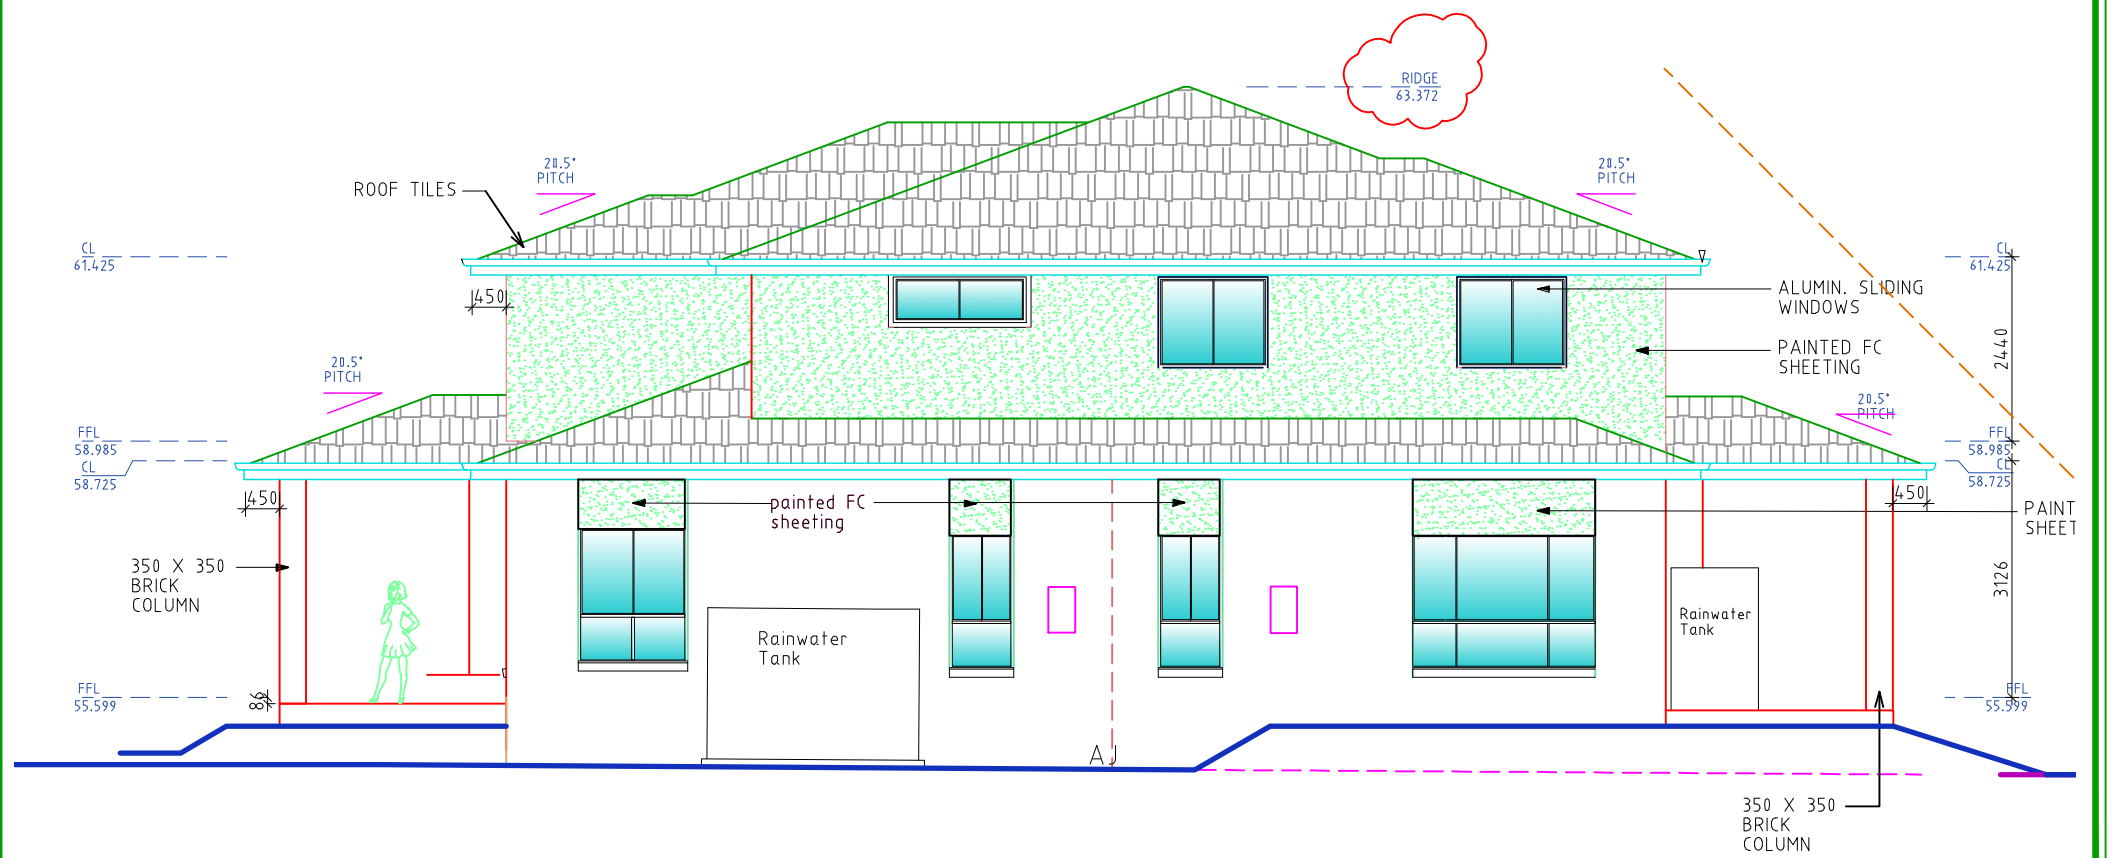 RIDGE
63.372
20.5°
PITCH
20.5°
PITCH
ROOF TILES
CL
61.425
CL
61.425
450
ALUMIN. SLIDING
WINDOWS
2440
PAINTED FC
SHEETING
20.5°
PITCH
20.5°
PITCH
FFL
58.985
CL
58.725
FFL
58.985
CL
58.725
450
painted FC
sheeting
450
PAINT
SHEET
350 X 350
BRICK
COLUMN
3126
Rainwater
Tank
Rainwater
Tank
FFL
55.599
86
FFL
55.599
AJ
350 X 350
BRICK
COLUMN